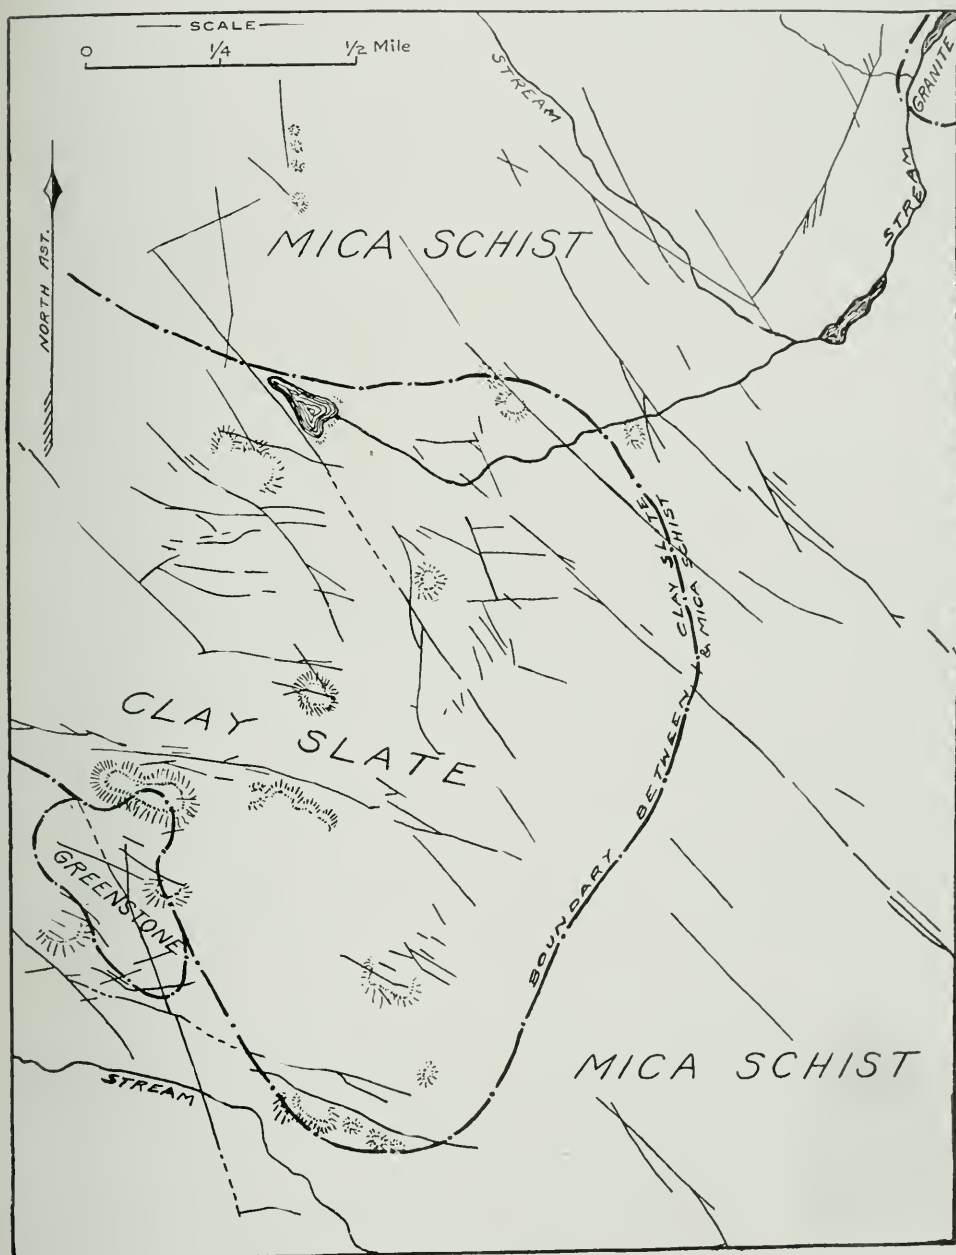 SCALE
0 1/4 1/2 Mile
STREAM
GRANITE
NORTH AST.
STREAM
MICA SCHIST
CLAY SLATE
& MICA SCHIST
BOUNDARY BETWEEN
CLAY SLATE
GREENSTONE
MICA SCHIST
STREAM